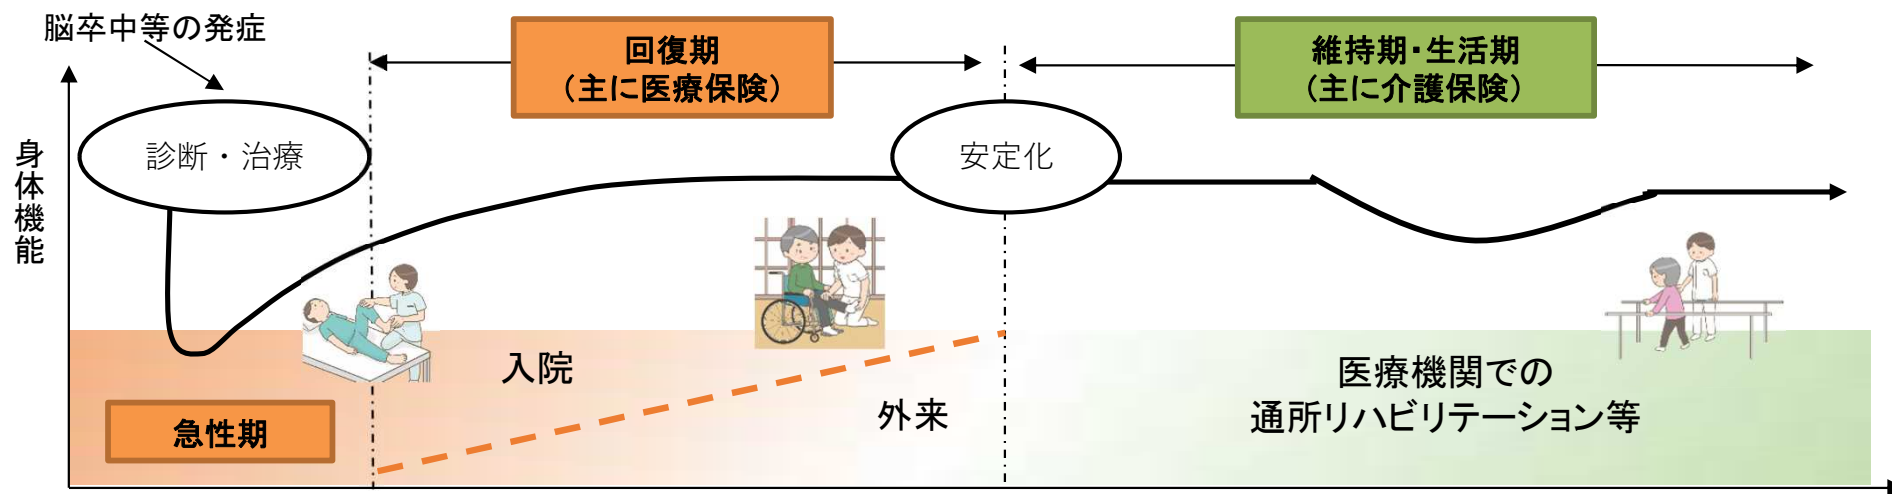 脳卒中等の発症
回復期
（主に医療保険）
維持期・生活期
（主に介護保険）
身体機能
診断・治療
安定化
入院
外来
急性期
医療機関での
通所リハビリテーション等